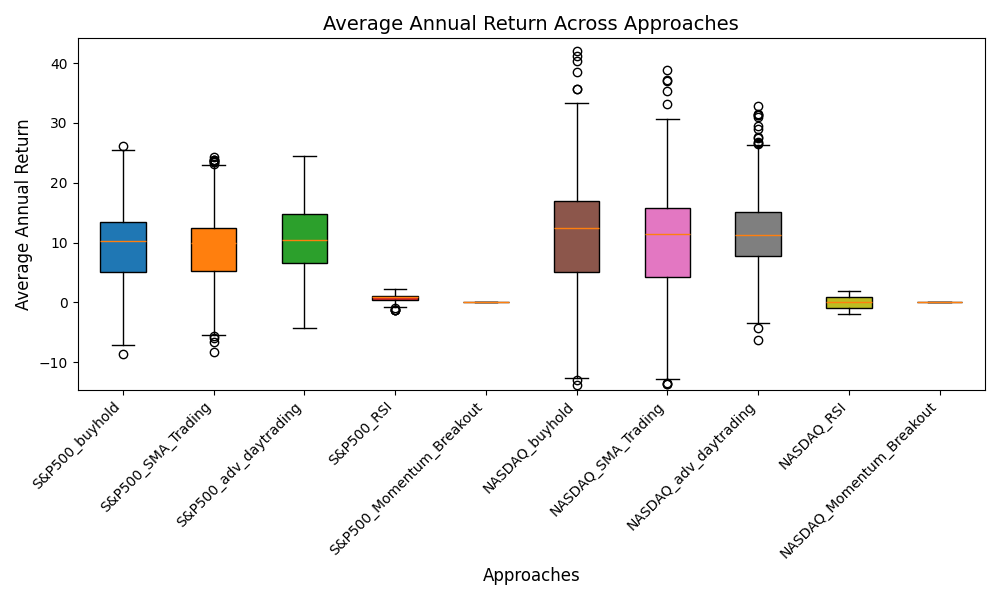 Average Annual Return Across Approaches
Average Annual Return
40
30
20
10
0
−10
S&P500_buyhold
S&P500_SMA_Trading
S&P500_adv_daytrading
S&P500_RSI
S&P500_Momentum_Breakout
NASDAQ_buyhold
NASDAQ_SMA_Trading
NASDAQ_adv_daytrading
NASDAQ_RSI
NASDAQ_Momentum_Breakout
Approaches